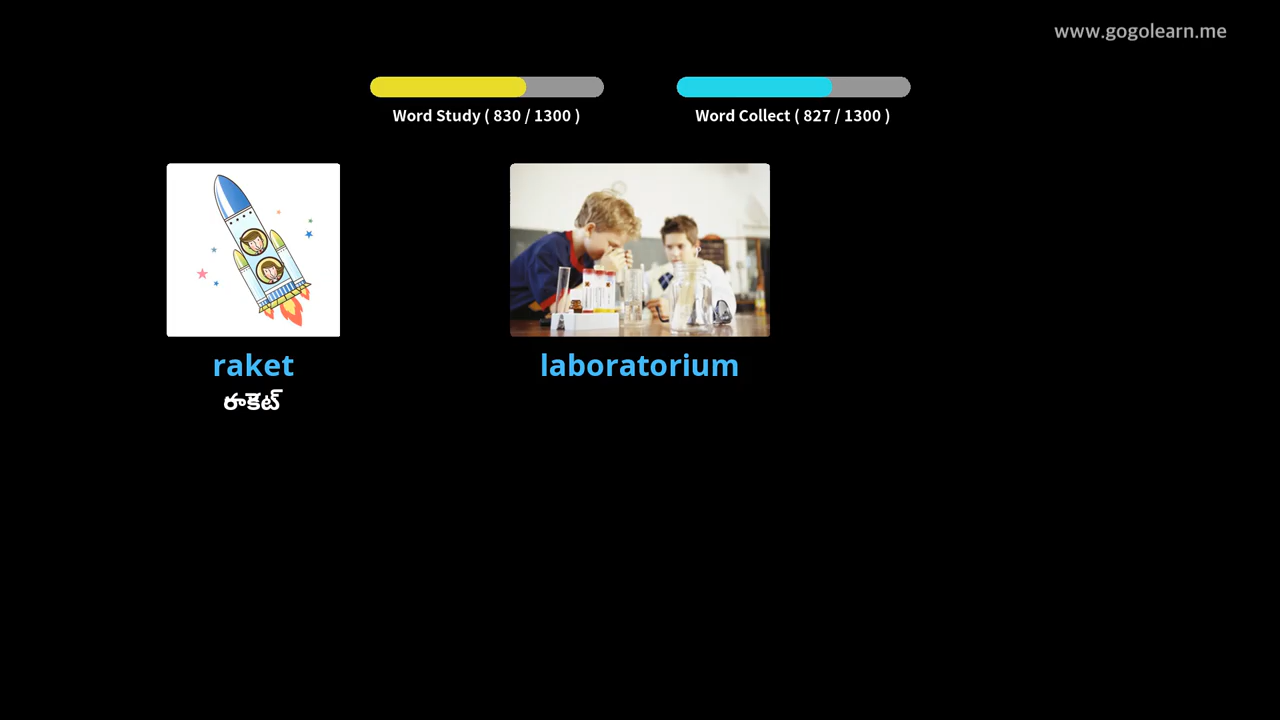 www.gogolearn.me
Word Study ( 830 / 1300 )
Word Collect ( 827 / 1300 )
raket
laboratorium
రాకెట్